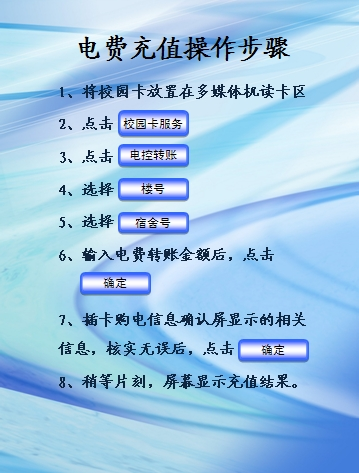 电费充值操作步骤
1、将校园卡放置在多媒体机读卡区
2、点击 校园卡服务
3、点击 电控转账
4、选择 楼号
5、选择 宿舍号
6、输入电费转账金额后，点击
确定
7、插卡购电信息确认屏显示的相关
信息，核实无误后，点击 确定
8、稍等片刻，屏幕显示充值结果。